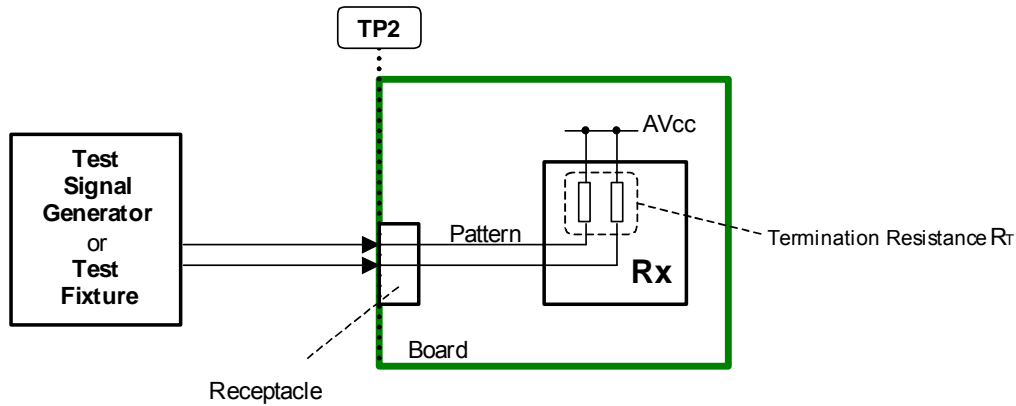 TP2
AVcc
Test
Signal
Generator
or
Test
Fixture
Pattern
Termination Resistance RT
Rx
Board
Receptacle